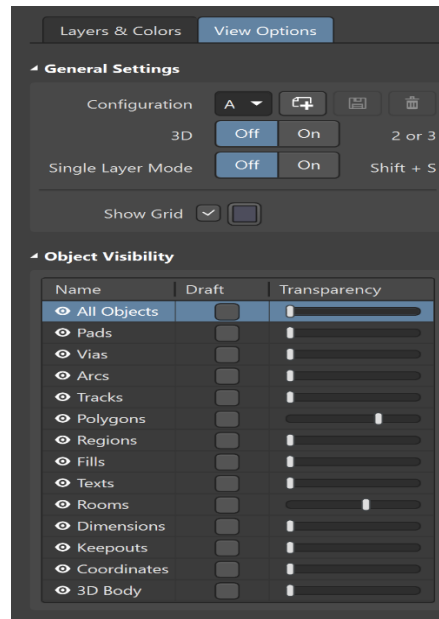 Layers & Colors View Options
General Settings
Configuration A
3D Off On 2 or 3
Single Layer Mode Off On Shift + S
Show Grid
Object Visibility
Name Draft Transparency
All Objects
Pads
Vias
Arcs
Tracks
Polygons
Regions
Fills
Texts
Rooms
Dimensions
Keepouts
Coordinates
3D Body